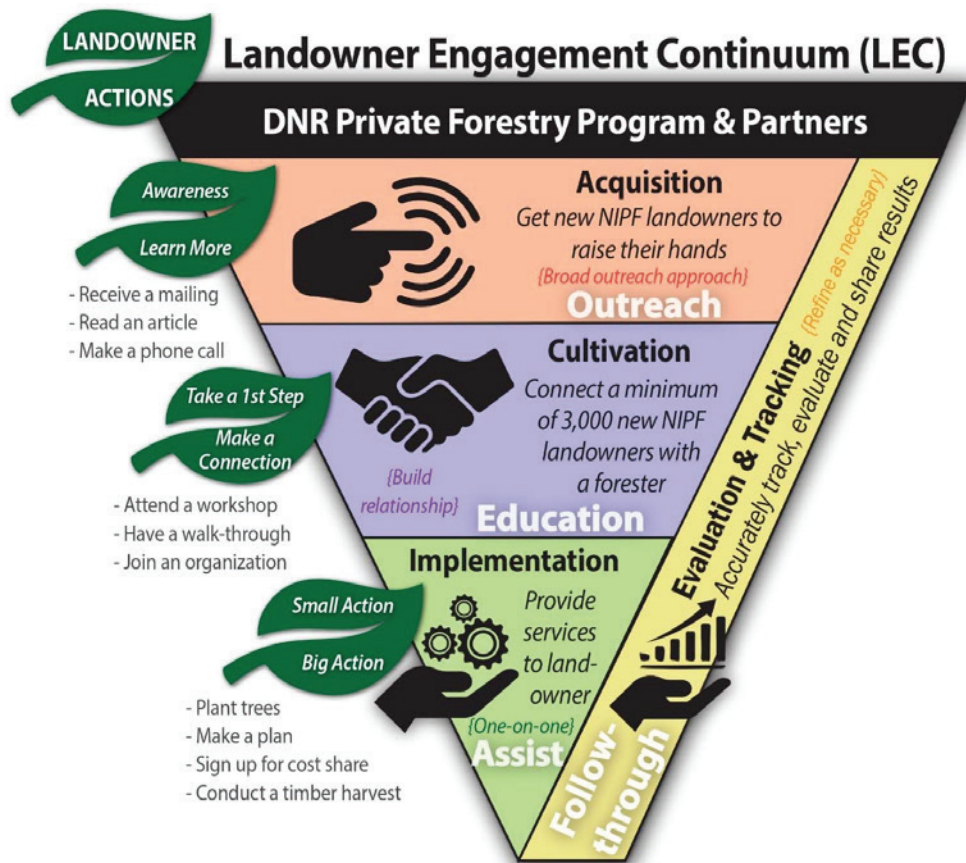 LANDOWNER
ACTIONS
Landowner Engagement Continuum (LEC)
DNR Private Forestry Program & Partners
Awareness
Learn More
- Receive a mailing
- Read an article
- Make a phone call
Acquisition
Get new NIPF landowners to
raise their hands
{Broad outreach approach}
Outreach
Take a 1st Step
Make a
Connection
- Attend a workshop
- Have a walk-through
- Join an organization
Cultivation
Connect a minimum
of 3,000 new NIPF
landowners with
a forester
{Build
relationship}
Education
Small Action
Big Action
- Plant trees
- Make a plan
- Sign up for cost share
- Conduct a timber harvest
Implementation
Provide
services
to land-
owner
{One-on-one}
Assist
Evaluation & Tracking {Refine as necessary}
Accurately track, evaluate and share results
Follow-
through